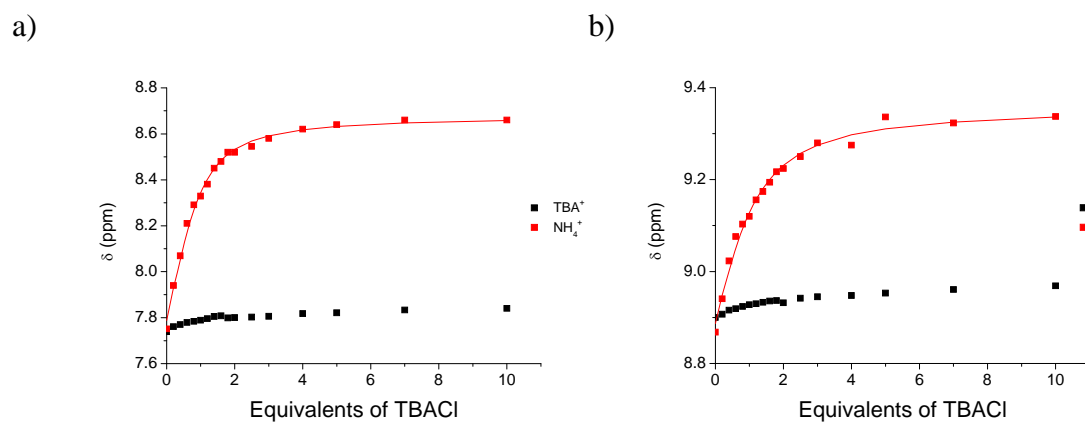 a)
b)
8.8
8.6
8.4
8.2
8.0
7.8
7.6
δ (ppm)
0 2 4 6 8 10
Equivalents of TBACl
TBA⁺
NH₄⁺
9.4
9.2
9.0
8.8
δ (ppm)
0 2 4 6 8 10
Equivalents of TBACl